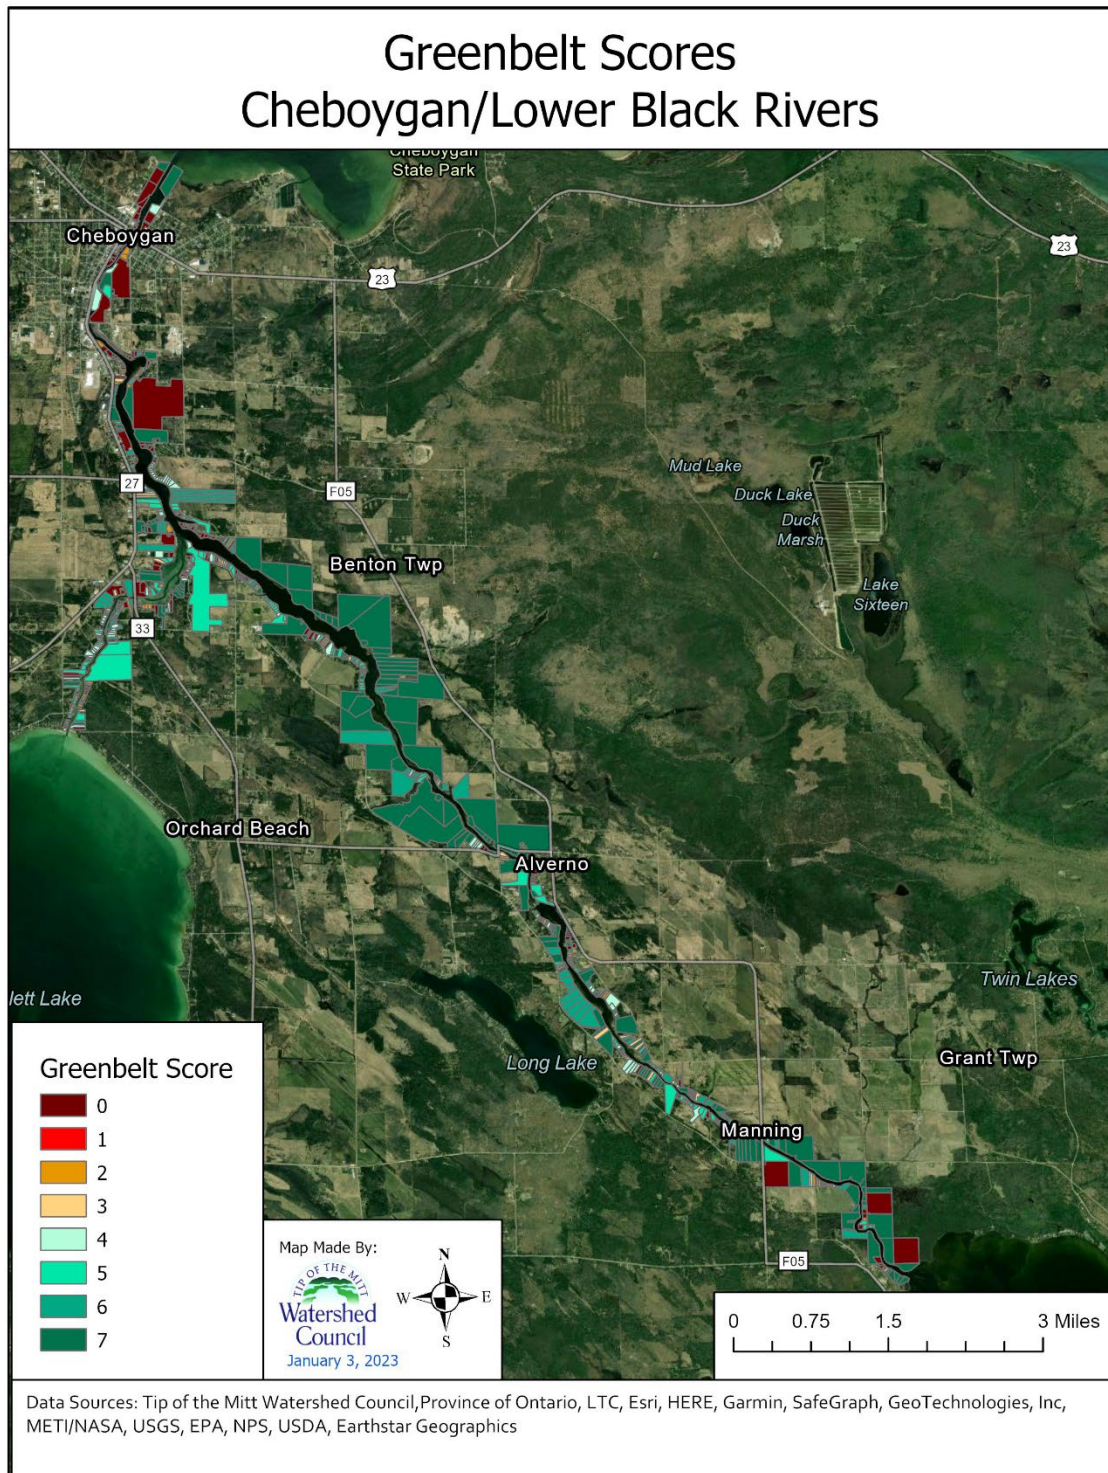 Greenbelt Scores
Cheboygan/Lower Black Rivers
Cheboygan
State Park
Cheboygan
23
23
Mud Lake
27
F05
Duck Lake
Duck
Marsh
Benton Twp
Lake
Sixteen
33
Orchard Beach
Alverno
lett Lake
Twin Lakes
Long Lake
Grant Twp
Manning
F05
Greenbelt Score
0
1
2
3
4
5
6
7
Map Made By:
TIP OF THE MITT
Watershed
Council
January 3, 2023
N
W E
S
0 0.75 1.5 3 Miles
Data Sources: Tip of the Mitt Watershed Council,Province of Ontario, LTC, Esri, HERE, Garmin, SafeGraph, GeoTechnologies, Inc,
METI/NASA, USGS, EPA, NPS, USDA, Earthstar Geographics